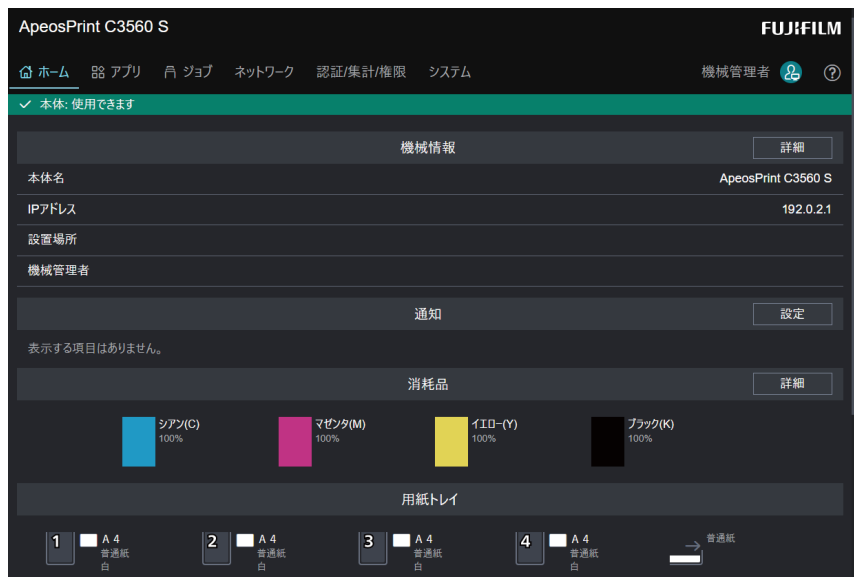 ApeosPrint C3560 S
FUJIFILM
ホーム アプリ ジョブ ネットワーク 認証/集計/権限 システム 機械管理者 ?
本体: 使用できます
機械情報 詳細
本体名 ApeosPrint C3560 S
IPアドレス 192.0.2.1
設置場所
機械管理者
通知 設定
表示する項目はありません。
消耗品 詳細
シアン(C) マゼンタ(M) イエロー(Y) ブラック(K)
100% 100% 100% 100%
用紙トレイ
1 A 4 2 A 4 3 A 4 4 A 4 普通紙
普通紙 普通紙 普通紙 普通紙
白 白 白 白